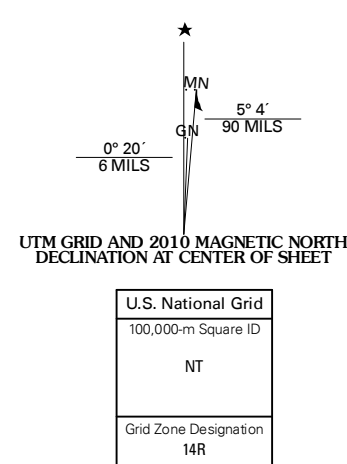 ★
MN
5° 4´
90 MILS
GN
0° 20´
6 MILS
UTM GRID AND 2010 MAGNETIC NORTH
DECLINATION AT CENTER OF SHEET
U.S. National Grid
100,000-m Square ID
NT
Grid Zone Designation
14R